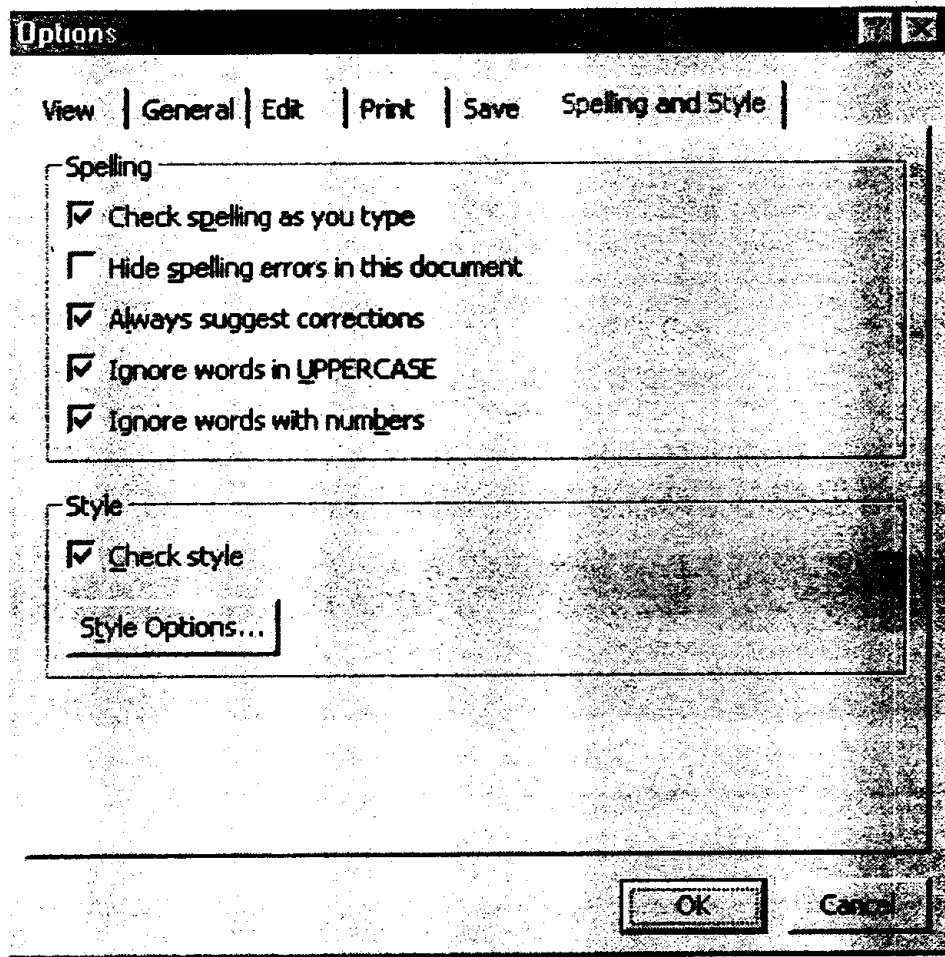 Options
View General Edit Print Save Spelling and Style
Spelling
Check spelling as you type
Hide spelling errors in this document
Always suggest corrections
Ignore words in UPPERCASE
Ignore words with numbers
Style
Check style
Style Options...
OK Cancel